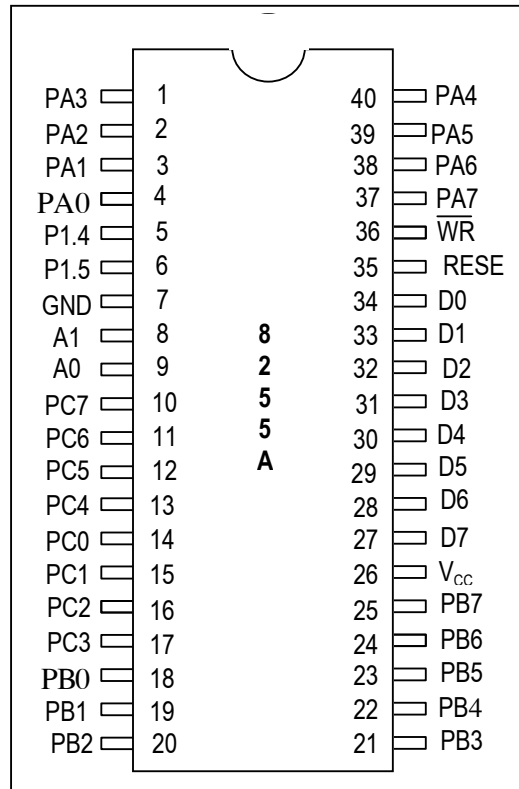 PA3 1 40 PA4
PA2 2 39 PA5
PA1 3 38 PA6
PA0 4 37 PA7
P1.4 5 36 WR
P1.5 6 35 RESE
GND 7 34 D0
A1 8 8 33 D1
A0 9 2 32 D2
PC7 10 5 31 D3
PC6 11 5 30 D4
PC5 12 A 29 D5
PC4 13 28 D6
PC0 14 27 D7
PC1 15 26 VCC
PC2 16 25 PB7
PC3 17 24 PB6
PB0 18 23 PB5
PB1 19 22 PB4
PB2 20 21 PB3